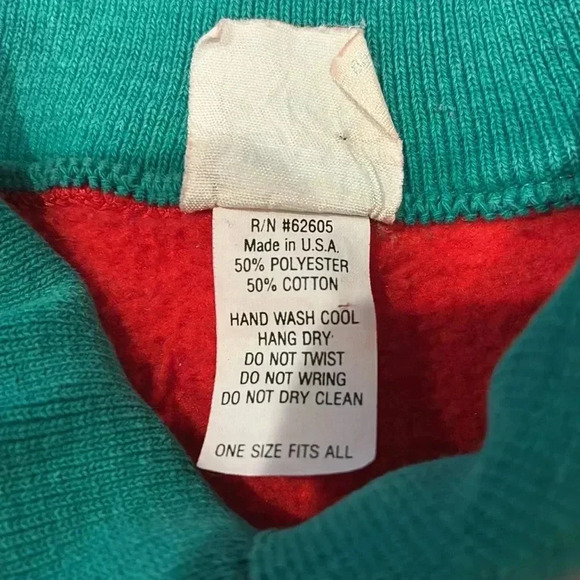 R/N #62605
Made in U.S.A.
50% POLYESTER
50% COTTON
HAND WASH COOL
HANG DRY
DO NOT TWIST
DO NOT WRING
DO NOT DRY CLEAN
ONE SIZE FITS ALL